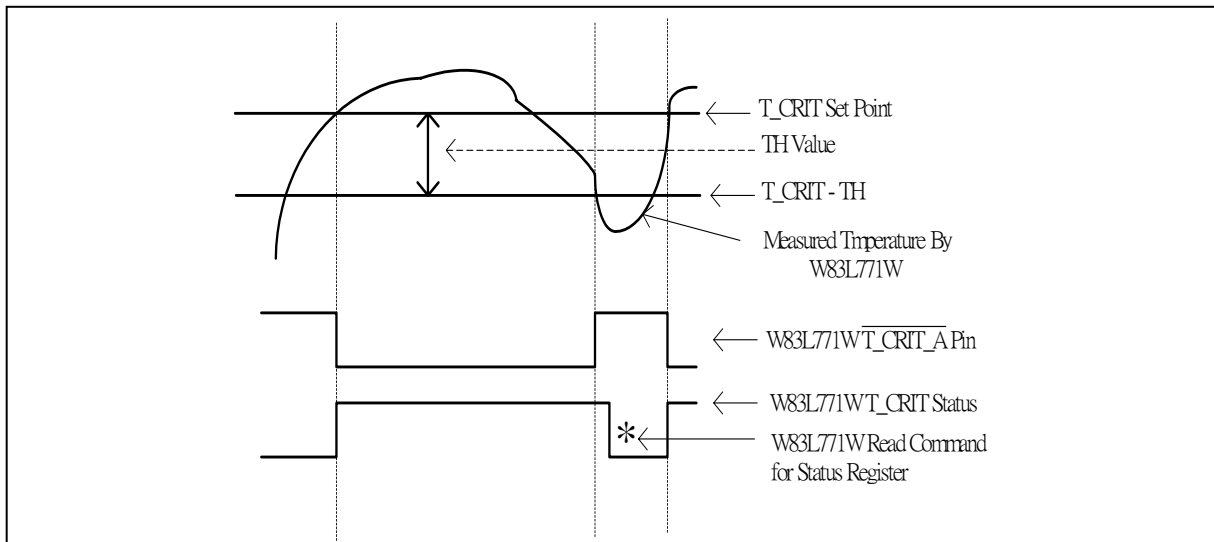 T_CRIT Set Point
TH Value
T_CRIT - TH
Measured Tmperature By
W83L771W
W83L771W T_CRIT_A Pin
W83L771W T_CRIT Status
*
W83L771W Read Command
for Status Register